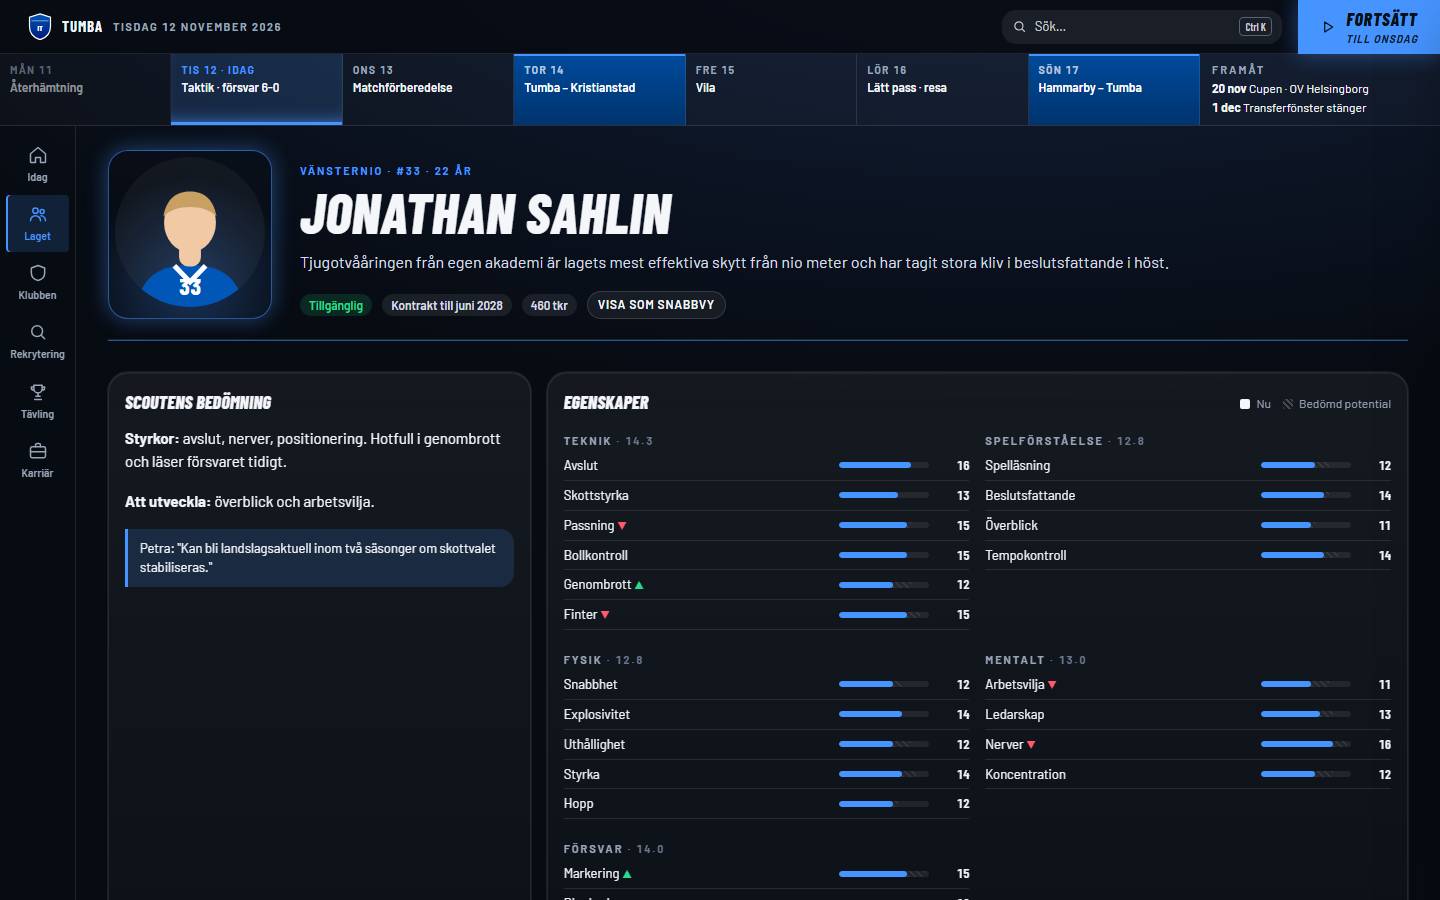 TUMBA TISDAG 12 NOVEMBER 2026
Sök... Ctrl K
FORTSÄTT
TILL ONSDAG
MÅN 11
Återhämtning
TIS 12 · IDAG
Taktik · försvar 6-0
ONS 13
Matchförberedelse
TOR 14
Tumba – Kristianstad
FRE 15
Vila
LÖR 16
Lätt pass · resa
SÖN 17
Hammarby – Tumba
FRAMÅT
20 nov Cupen · OV Helsingborg
1 dec Transferfönster stänger
Idag
Laget
Klubben
Rekrytering
Tävling
Karriär
33
VÄNSTERNIO · #33 · 22 ÅR
JONATHAN SAHLIN
Tjugotvååringen från egen akademi är lagets mest effektiva skytt från nio meter och har tagit stora kliv i beslutsfattande i höst.
Tillgänglig
Kontrakt till juni 2028
460 tkr
VISA SOM SNABBVY
SCOUTENS BEDÖMNING
Styrkor: avslut, nerver, positionering. Hotfull i genombrott
och läser försvaret tidigt.
Att utveckla: överblick och arbetsvilja.
Petra: "Kan bli landslagsaktuell inom två säsonger om skottvalet
stabiliseras."
EGENSKAPER
Nu
Bedömd potential
TEKNIK · 14.3
Avslut 16
Skottstyrka 13
Passning ▼ 15
Bollkontroll 15
Genombrott ▲ 12
Finter ▼ 15
SPELFÖRSTÅELSE · 12.8
Spelläsning 12
Beslutsfattande 14
Överblick 11
Tempokontroll 14
FYSIK · 12.8
Snabbhet 12
Explosivitet 14
Uthållighet 12
Styrka 14
Hopp 12
MENTALT · 13.0
Arbetsvilja ▼ 11
Ledarskap 13
Nerver ▼ 16
Koncentration 12
FÖRSVAR · 14.0
Markering ▲ 15